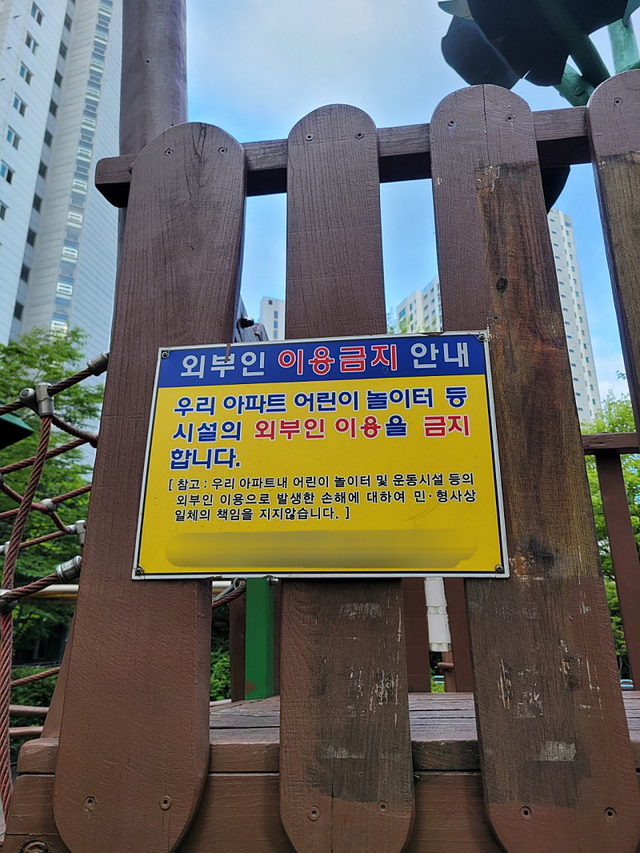 외부인 이용금지 안내
우리 아파트 어린이 놀이터 등
시설의 외부인 이용을 금지
합니다.
[ 참고 : 우리 아파트내 어린이 놀이터 및 운동시설 등의
외부인 이용으로 발생한 손해에 대하여 민·형사상
일체의 책임을 지지않습니다. ]